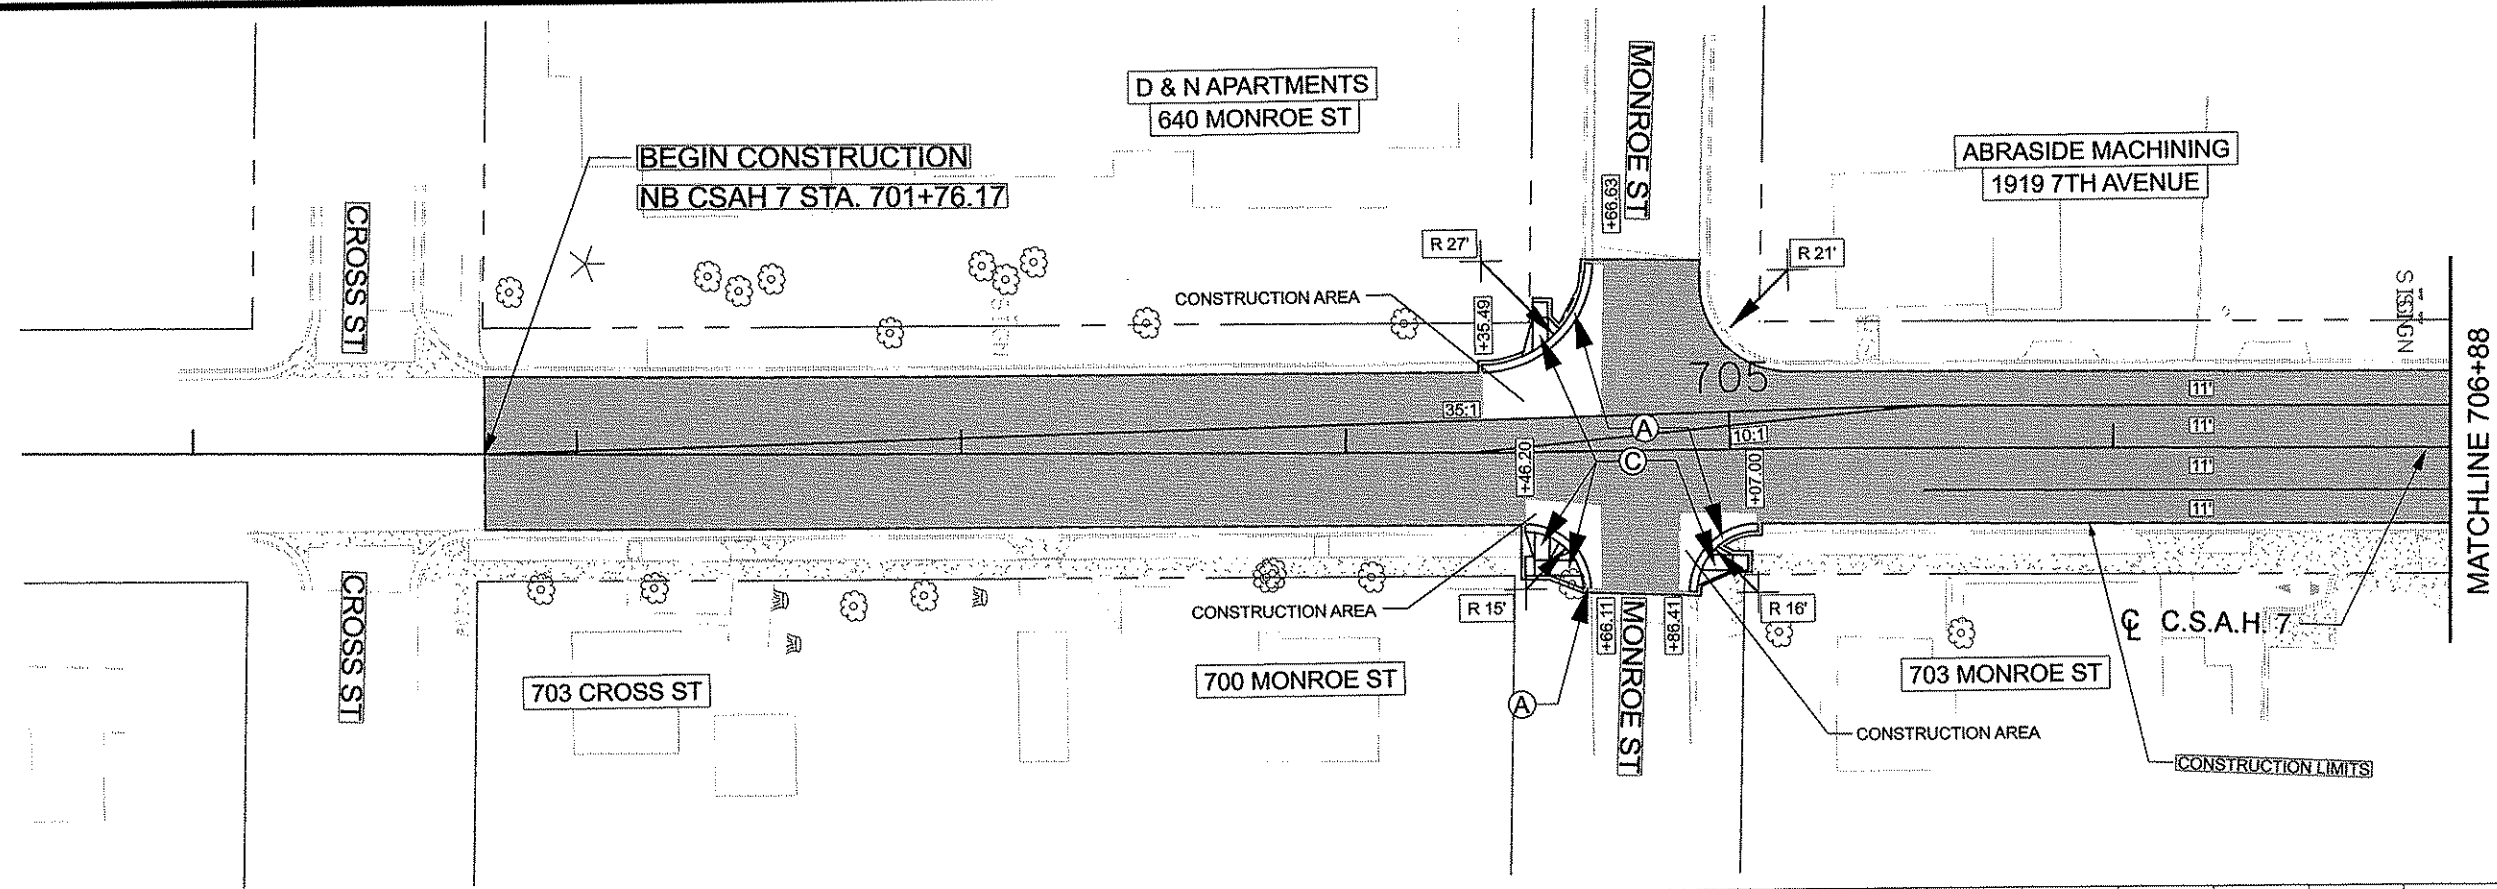 D & N APARTMENTS
640 MONROE ST
MONROE ST
ABRASIDE MACHINING
1919 7TH AVENUE
BEGIN CONSTRUCTION
NB CSAH 7 STA. 701+76.17
CROSS ST
+66.63
R 27'
R 21'
CONSTRUCTION AREA
+35.49
705
MATCHLINE 706+88
35:1
10:1
11'
11'
11'
11'
A
C
+46.20
+07.00
CROSS ST
CONSTRUCTION AREA
R 15'
+66.11
MONROE ST
+86.41
R 16'
℄ C.S.A.H. 7
703 CROSS ST
700 MONROE ST
703 MONROE ST
A
CONSTRUCTION AREA
CONSTRUCTION LIMITS